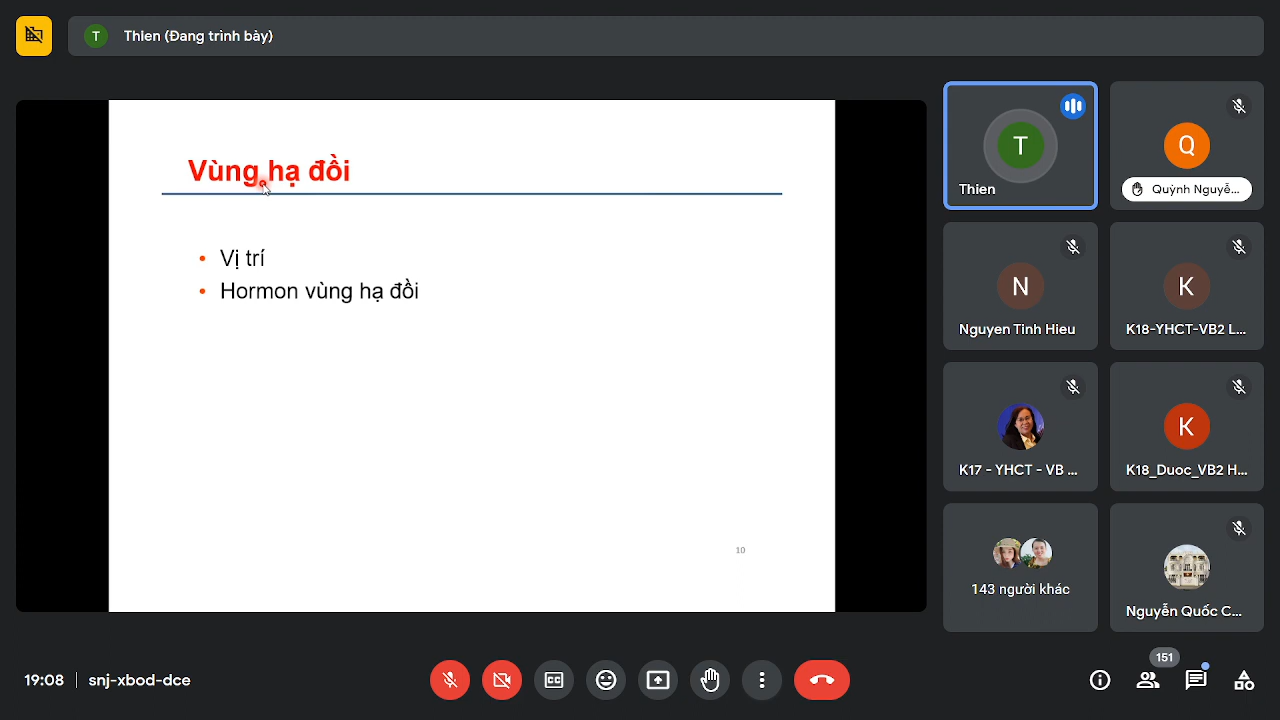 T Thien (Đang trình bày)
Vùng hạ đồi
• Vị trí
• Hormon vùng hạ đồi
10
T
Thien
Q
Quỳnh Nguyễ...
N
Nguyen Tinh Hieu
K
K18-YHCT-VB2 L...
K17 - YHCT - VB ...
K
K18_Duoc_VB2 H...
143 người khác
Nguyễn Quốc C...
19:08 | snj-xbod-dce
151